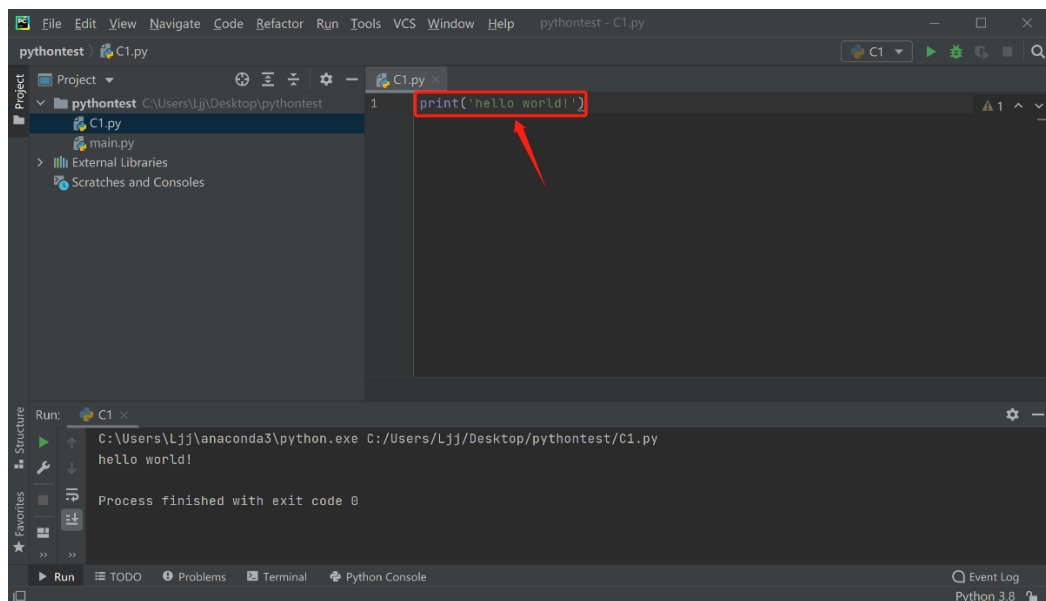 PC File Edit View Navigate Code Refactor Run Tools VCS Window Help pythontest - C1.py
pythontest C1.py C1
Project Project C1.py
pythontest C:\Users\Ljj\Desktop\pythontest 1 print('hello world!') 1
C1.py
main.py
External Libraries
Scratches and Consoles
Structure
Favorites
Run: C1
C:\Users\Ljj\anaconda3\python.exe C:/Users/Ljj/Desktop/pythontest/C1.py
hello world!
Process finished with exit code 0
Run TODO Problems Terminal Python Console Event Log
Python 3.8